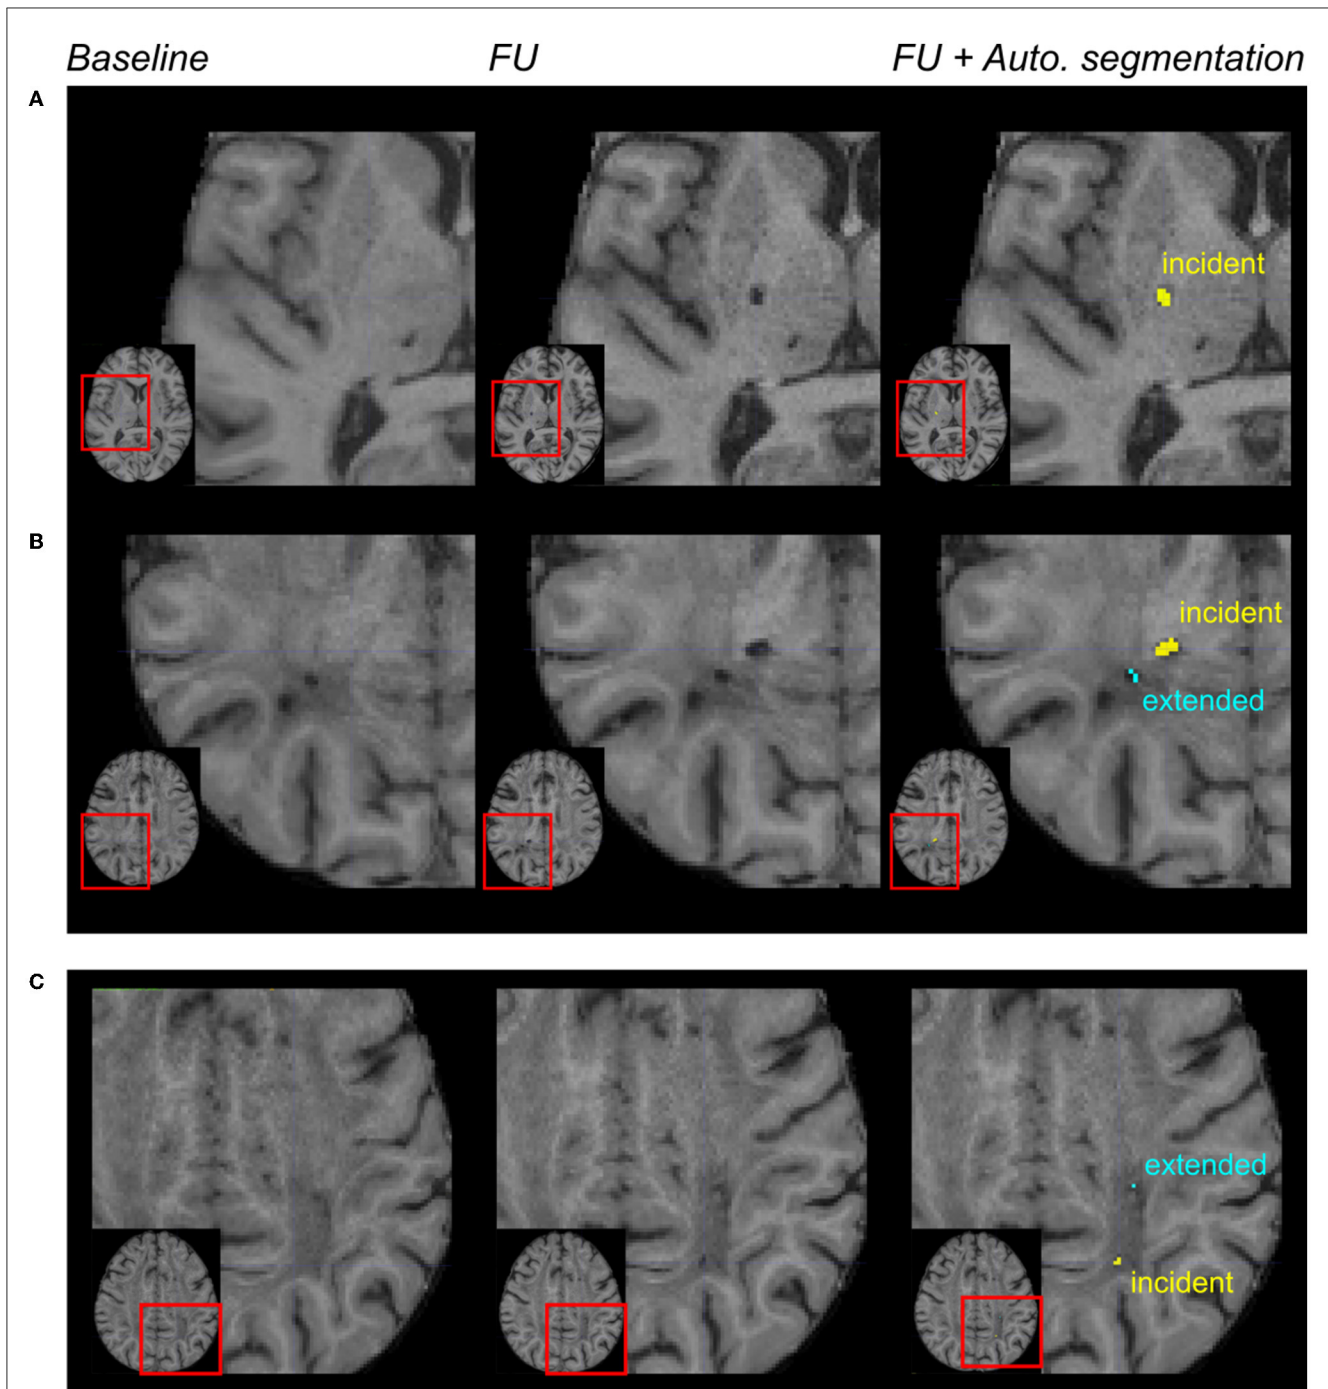 Baseline FU FU + Auto. segmentation
A
incident
B
incident
extended
C
extended
incident